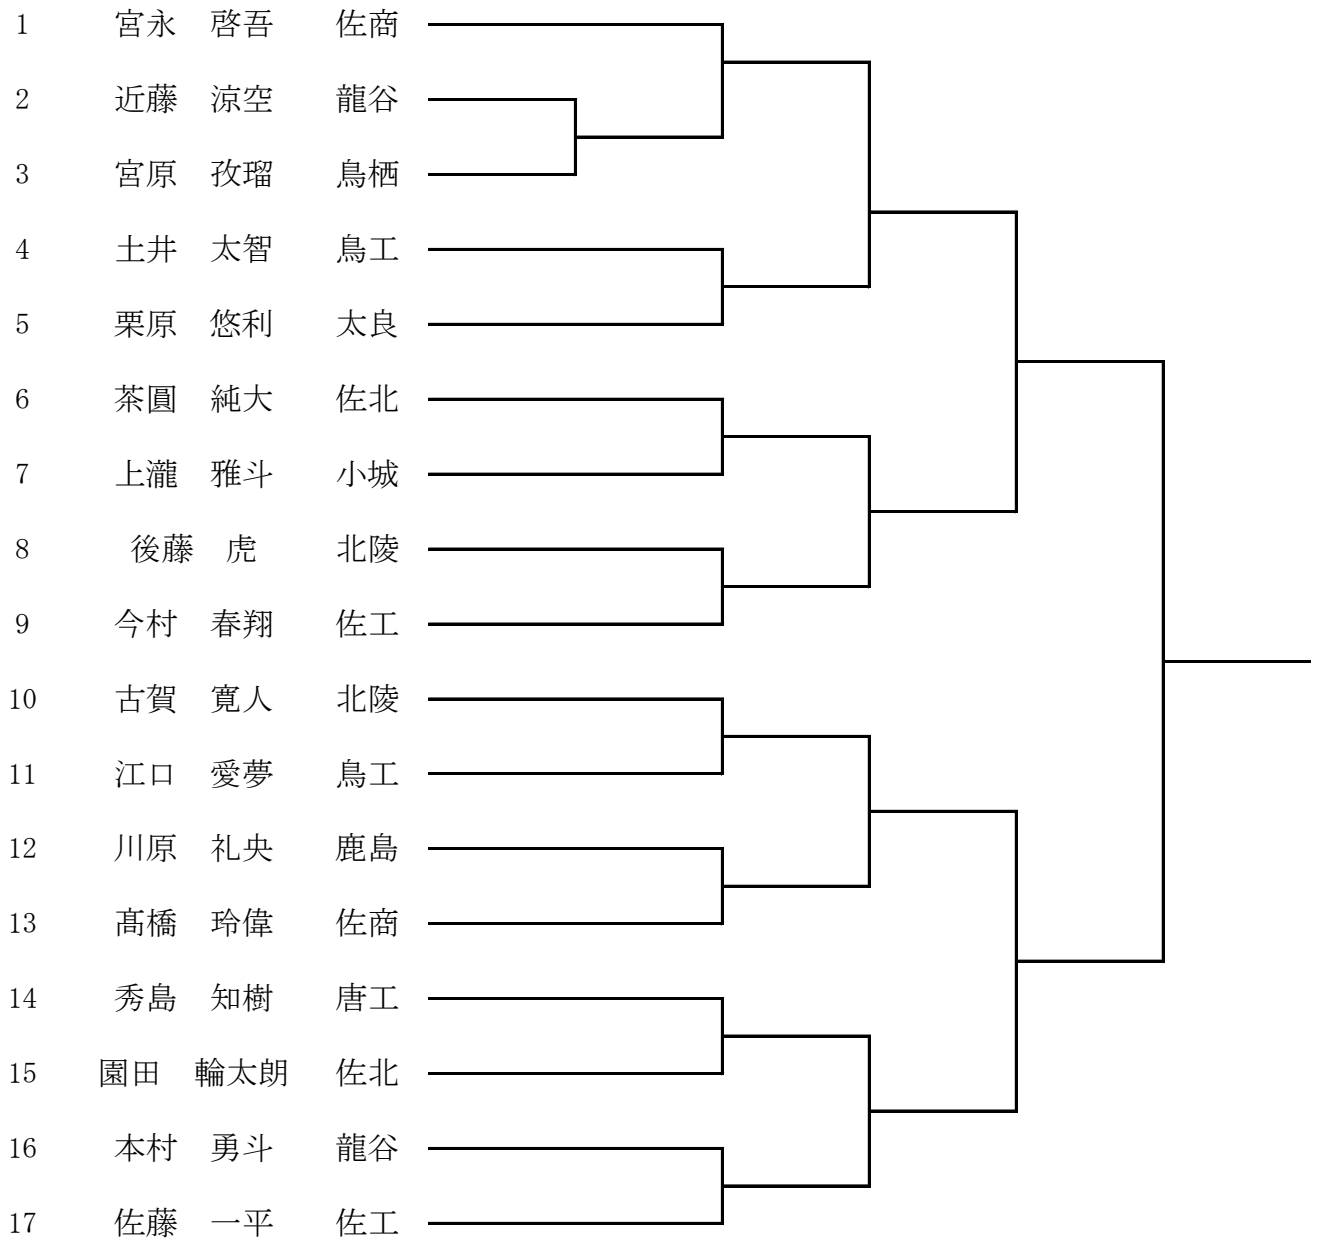 1 宮永 啓吾 佐商
2 近藤 涼空 龍谷
3 宮原 孜瑠 鳥栖
4 土井 太智 鳥工
5 栗原 悠利 太良
6 茶圓 純大 佐北
7 上瀧 雅斗 小城
8 後藤 虎 北陵
9 今村 春翔 佐工
10 古賀 寛人 北陵
11 江口 愛夢 鳥工
12 川原 礼央 鹿島
13 髙橋 玲偉 佐商
14 秀島 知樹 唐工
15 園田 輪太朗 佐北
16 本村 勇斗 龍谷
17 佐藤 一平 佐工